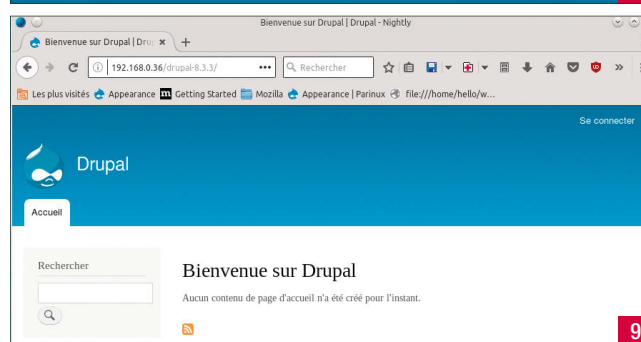 Bienvenue sur Drupal | Drupal - Nightly
Bienvenue sur Drupal | Dru
192.168.0.36/drupal-8.3.3/
Rechercher
Les plus visités Appearance Getting Started Mozilla Appearance | Parinux file:///home/hello/w...
Se connecter
Drupal
Accueil
Rechercher
Bienvenue sur Drupal
Aucun contenu de page d'accueil n'a été créé pour l'instant.
9